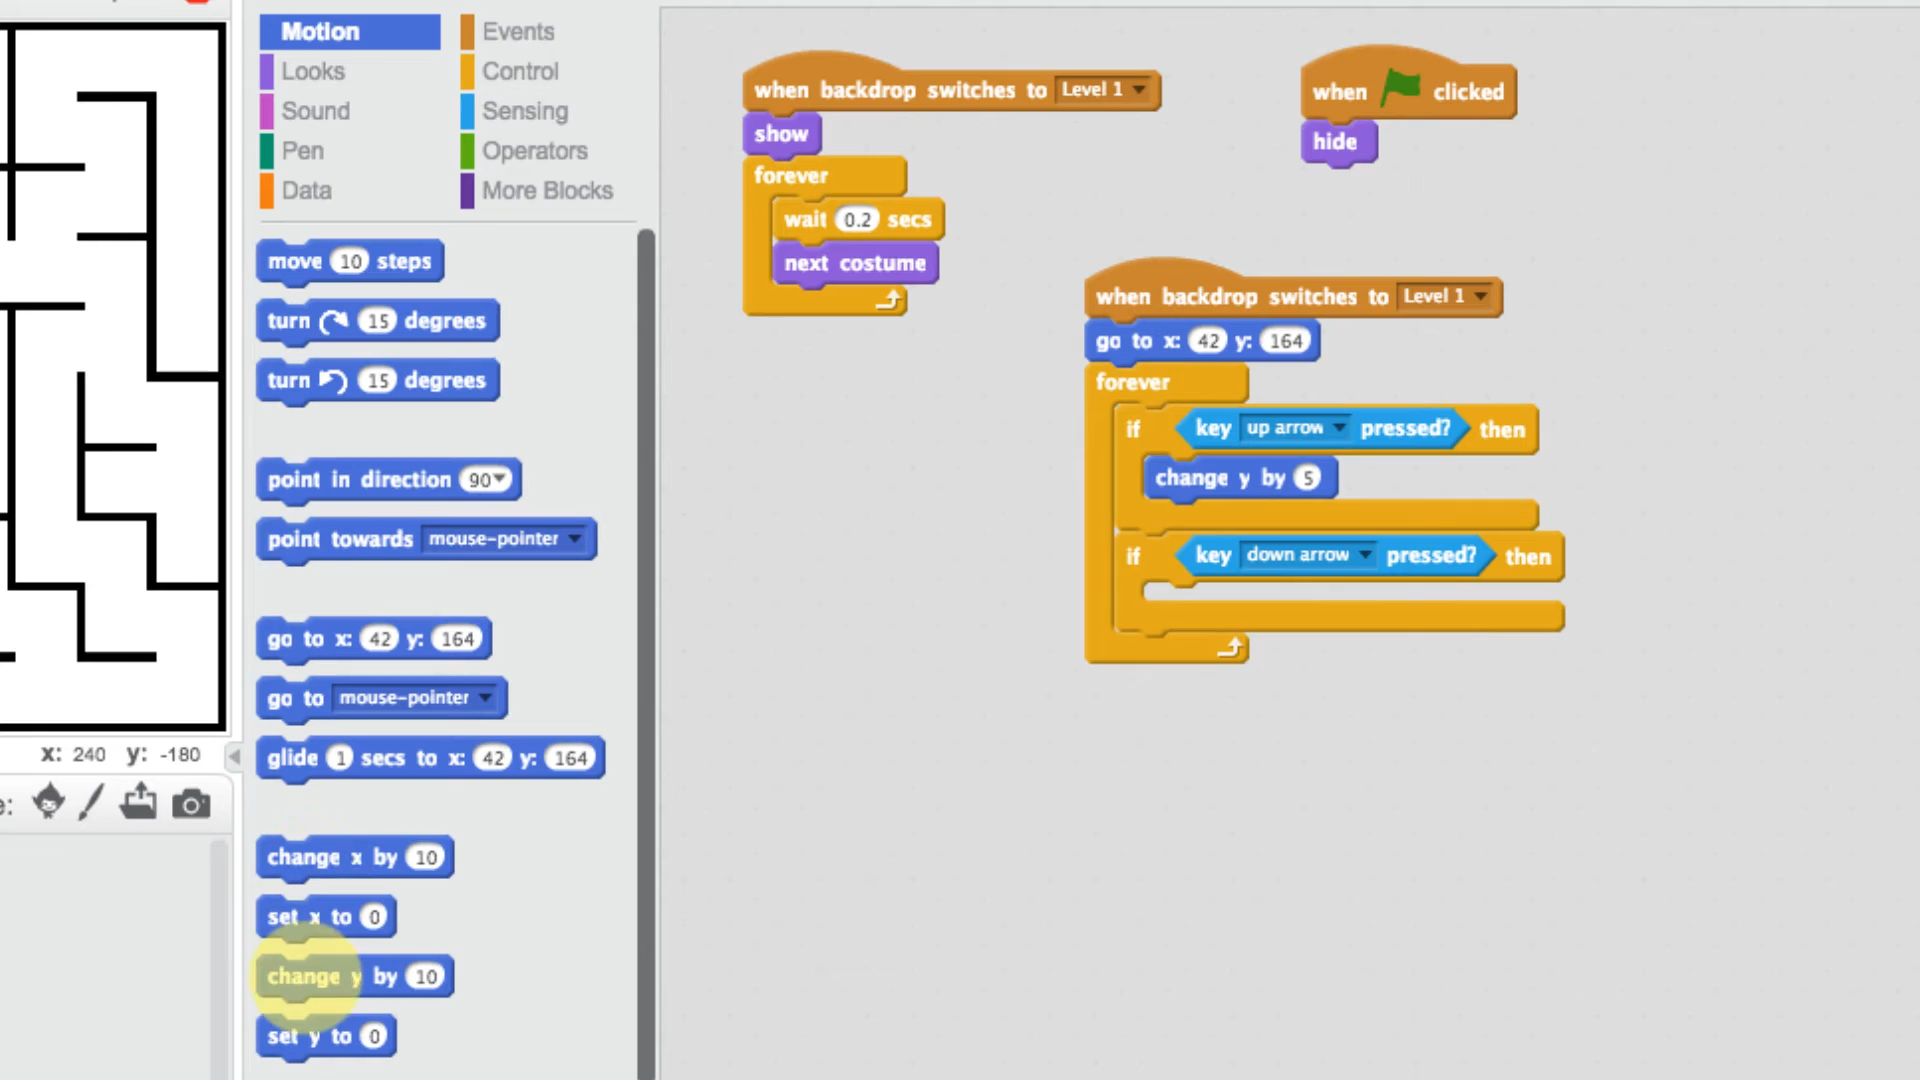 Motion
Looks
Sound
Pen
Data
Events
Control
Sensing
Operators
More Blocks
move 10 steps
turn 15 degrees
turn 15 degrees
point in direction 90
point towards mouse-pointer
go to x: 42 y: 164
go to mouse-pointer
glide 1 secs to x: 42 y: 164
change x by 10
set x to 0
change y by 10
set y to 0
x: 240 y: -180
e:
when backdrop switches to Level 1
show
forever
wait 0.2 secs
next costume
when clicked
hide
when backdrop switches to Level 1
go to x: 42 y: 164
forever
if key up arrow pressed? then
change y by 5
if key down arrow pressed? then